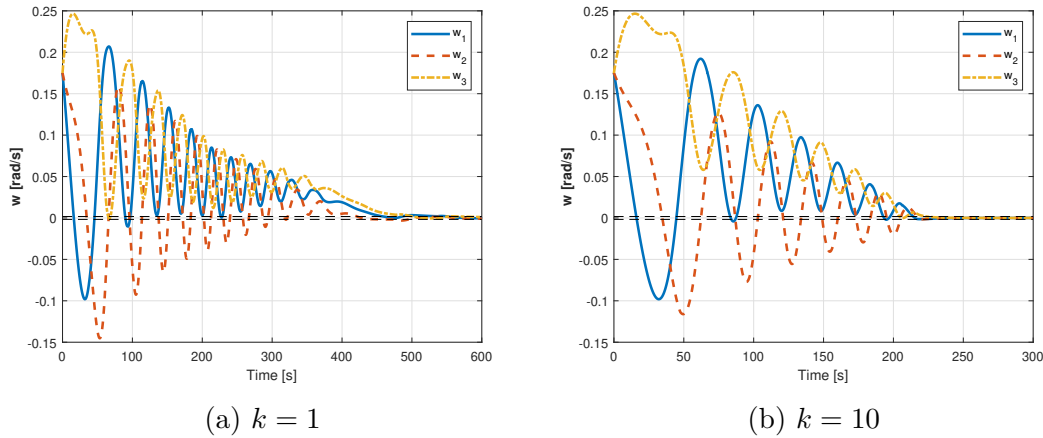 0.25
0.2
0.15
0.1
0.05
0
-0.05
-0.1
-0.15
w [rad/s]
0 100 200 300 400 500 600
Time [s]
w1
w2
w3
(a) k = 1
0.25
0.2
0.15
0.1
0.05
0
-0.05
-0.1
-0.15
w [rad/s]
0 50 100 150 200 250 300
Time [s]
w1
w2
w3
(b) k = 10